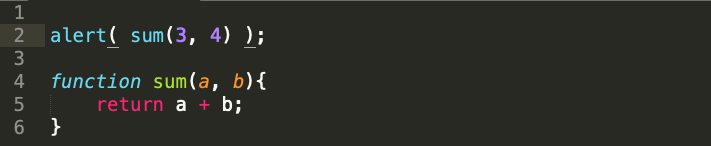 1
2 alert( sum(3, 4) );
3
4 function sum(a, b){
5     return a + b;
6 }